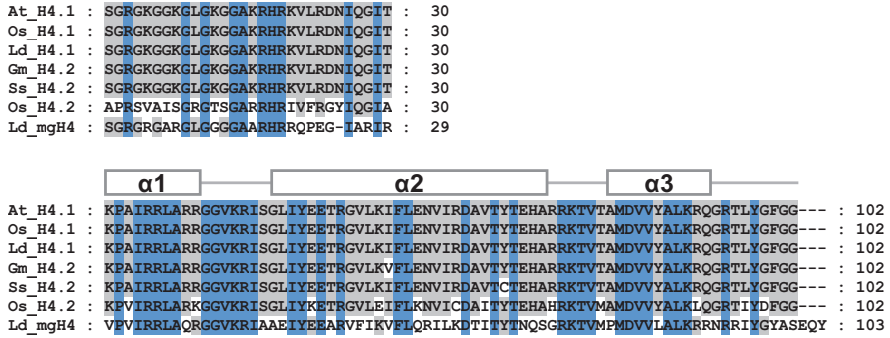 At_H4.1 : SGRGKGGKGLGKGGAKRHRKVLRDNIQGIT : 30
Os_H4.1 : SGRGKGGKGLGKGGAKRHRKVLRDNIQGIT : 30
Ld_H4.1 : SGRGKGGKGLGKGGAKRHRKVLRDNIQGIT : 30
Gm_H4.2 : SGRGKGGKGLGKGGAKRHRKVLRDNIQGIT : 30
Ss_H4.2 : SGRGKGGKGLGKGGAKRHRKVLRDNIQGIT : 30
Os_H4.2 : APRSVAISGRGTSGARRHRIVFRGYIQGIA : 30
Ld_mgH4 : SGRGRGARGLGGGGAARHRRQPEG-IARIR : 29
α1 α2 α3
At_H4.1 : KPAIRRLARRGGVKRISGLIYEETRGVLKIFLENVIRDAVTYTEHARRKTVTAMDVVYALKRQGRTLYGFGG--- : 102
Os_H4.1 : KPAIRRLARRGGVKRISGLIYEETRGVLKIFLENVIRDAVTYTEHARRKTVTAMDVVYALKRQGRTLYGFGG--- : 102
Ld_H4.1 : KPAIRRLARRGGVKRISGLIYEETRGVLKIFLENVIRDAVTYTEHARRKTVTAMDVVYALKRQGRTLYGFGG--- : 102
Gm_H4.2 : KPAIRRLARRGGVKRISGLIYEETRGVLKVFLENVIRDAVTYTEHARRKTVTAMDVVYALKRQGRTLYGFGG--- : 102
Ss_H4.2 : KPAIRRLARRGGVKRISGLIYEETRGVLKIFLENVIRDAVTCTEHARRKTVTAMDVVYALKRQGRTLYGFGG--- : 102
Os_H4.2 : KPVIRRLARKGGVKRISGLIYKETRGVLEIFLKNVICDAITYTEHAHRKTVMAMDVVYALKLQGRTIYDFGG--- : 102
Ld_mgH4 : VPVIRRLAQRGGVKRIAAEIYEEARVFIKVFLQRILKDTITYTNQSGRKTVMPMDVVLALKRRNRRIYGYASEQY : 103